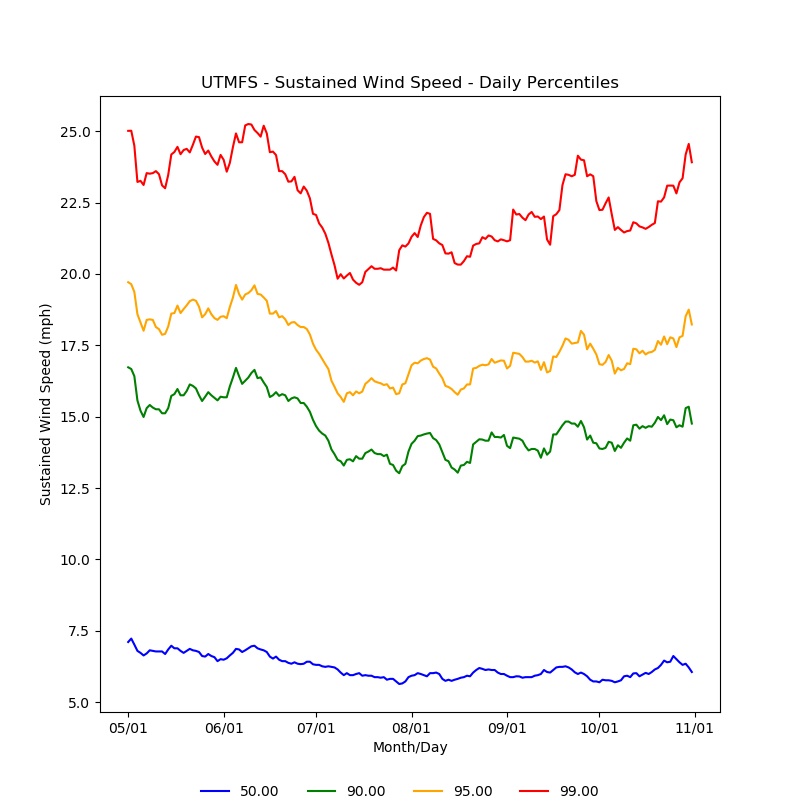 UTMFS - Sustained Wind Speed - Daily Percentiles
Sustained Wind Speed (mph)
25.0
22.5
20.0
17.5
15.0
12.5
10.0
7.5
5.0
05/01 06/01 07/01 08/01 09/01 10/01 11/01
Month/Day
50.00 90.00 95.00 99.00